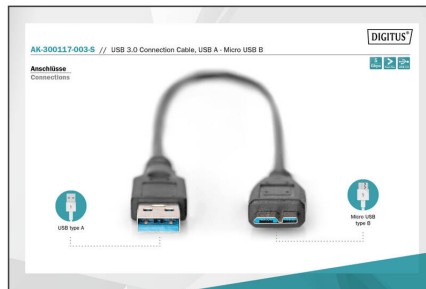 DIGITUS®
AK-300117-003-S // USB 3.0 Connection Cable, USB A - Micro USB B
Anschlüsse
Connections
USB type A
Micro USB
type B